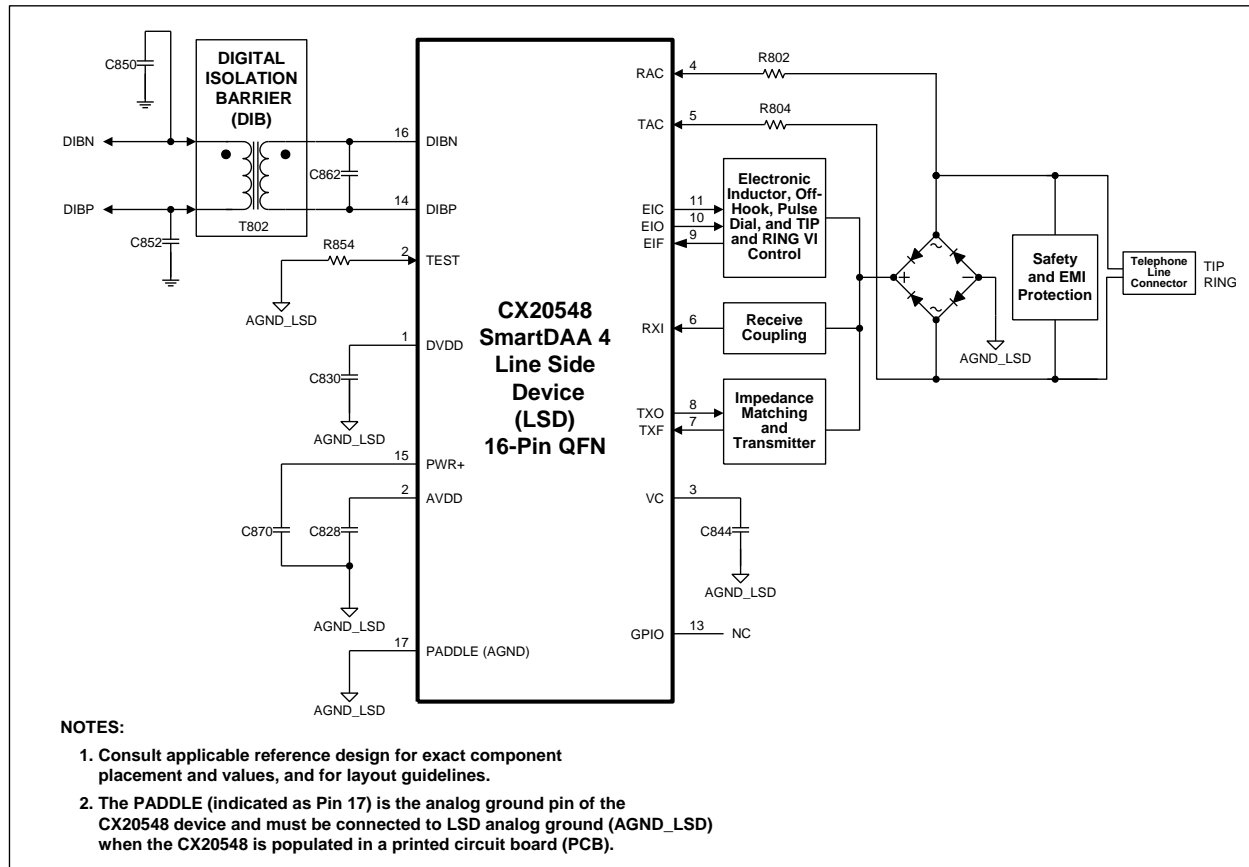 C850
DIGITAL
ISOLATION
BARRIER
(DIB)
DIBN
DIBP
C852
T802
C862
16
DIBN
14
DIBP
R854
2
TEST
AGND_LSD
1
DVDD
C830
AGND_LSD
15
PWR+
2
AVDD
C870
C828
AGND_LSD
17
PADDLE (AGND)
AGND_LSD
CX20548
SmartDAA 4
Line Side
Device
(LSD)
16-Pin QFN
RAC
4
R802
TAC
5
R804
EIC
11
EIO
10
EIF
9
Electronic
Inductor, Off-
Hook, Pulse
Dial, and TIP
and RING VI
Control
RXI
6
Receive
Coupling
TXO
8
TXF
7
Impedance
Matching
and
Transmitter
VC
3
C844
AGND_LSD
GPIO
13
NC
~
+
−
~
AGND_LSD
Safety
and EMI
Protection
Telephone
Line
Connector
TIP
RING
NOTES:
1. Consult applicable reference design for exact component
placement and values, and for layout guidelines.
2. The PADDLE (indicated as Pin 17) is the analog ground pin of the
CX20548 device and must be connected to LSD analog ground (AGND_LSD)
when the CX20548 is populated in a printed circuit board (PCB).